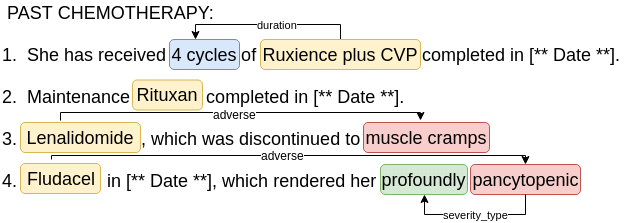 PAST CHEMOTHERAPY:
duration
1. She has received 4 cycles of Ruxience plus CVP completed in [** Date **].
2. Maintenance Rituxan completed in [** Date **].
adverse
3. Lenalidomide, which was discontinued to muscle cramps
adverse
4. Fludacel in [** Date **], which rendered her profoundly pancytopenic
severity_type